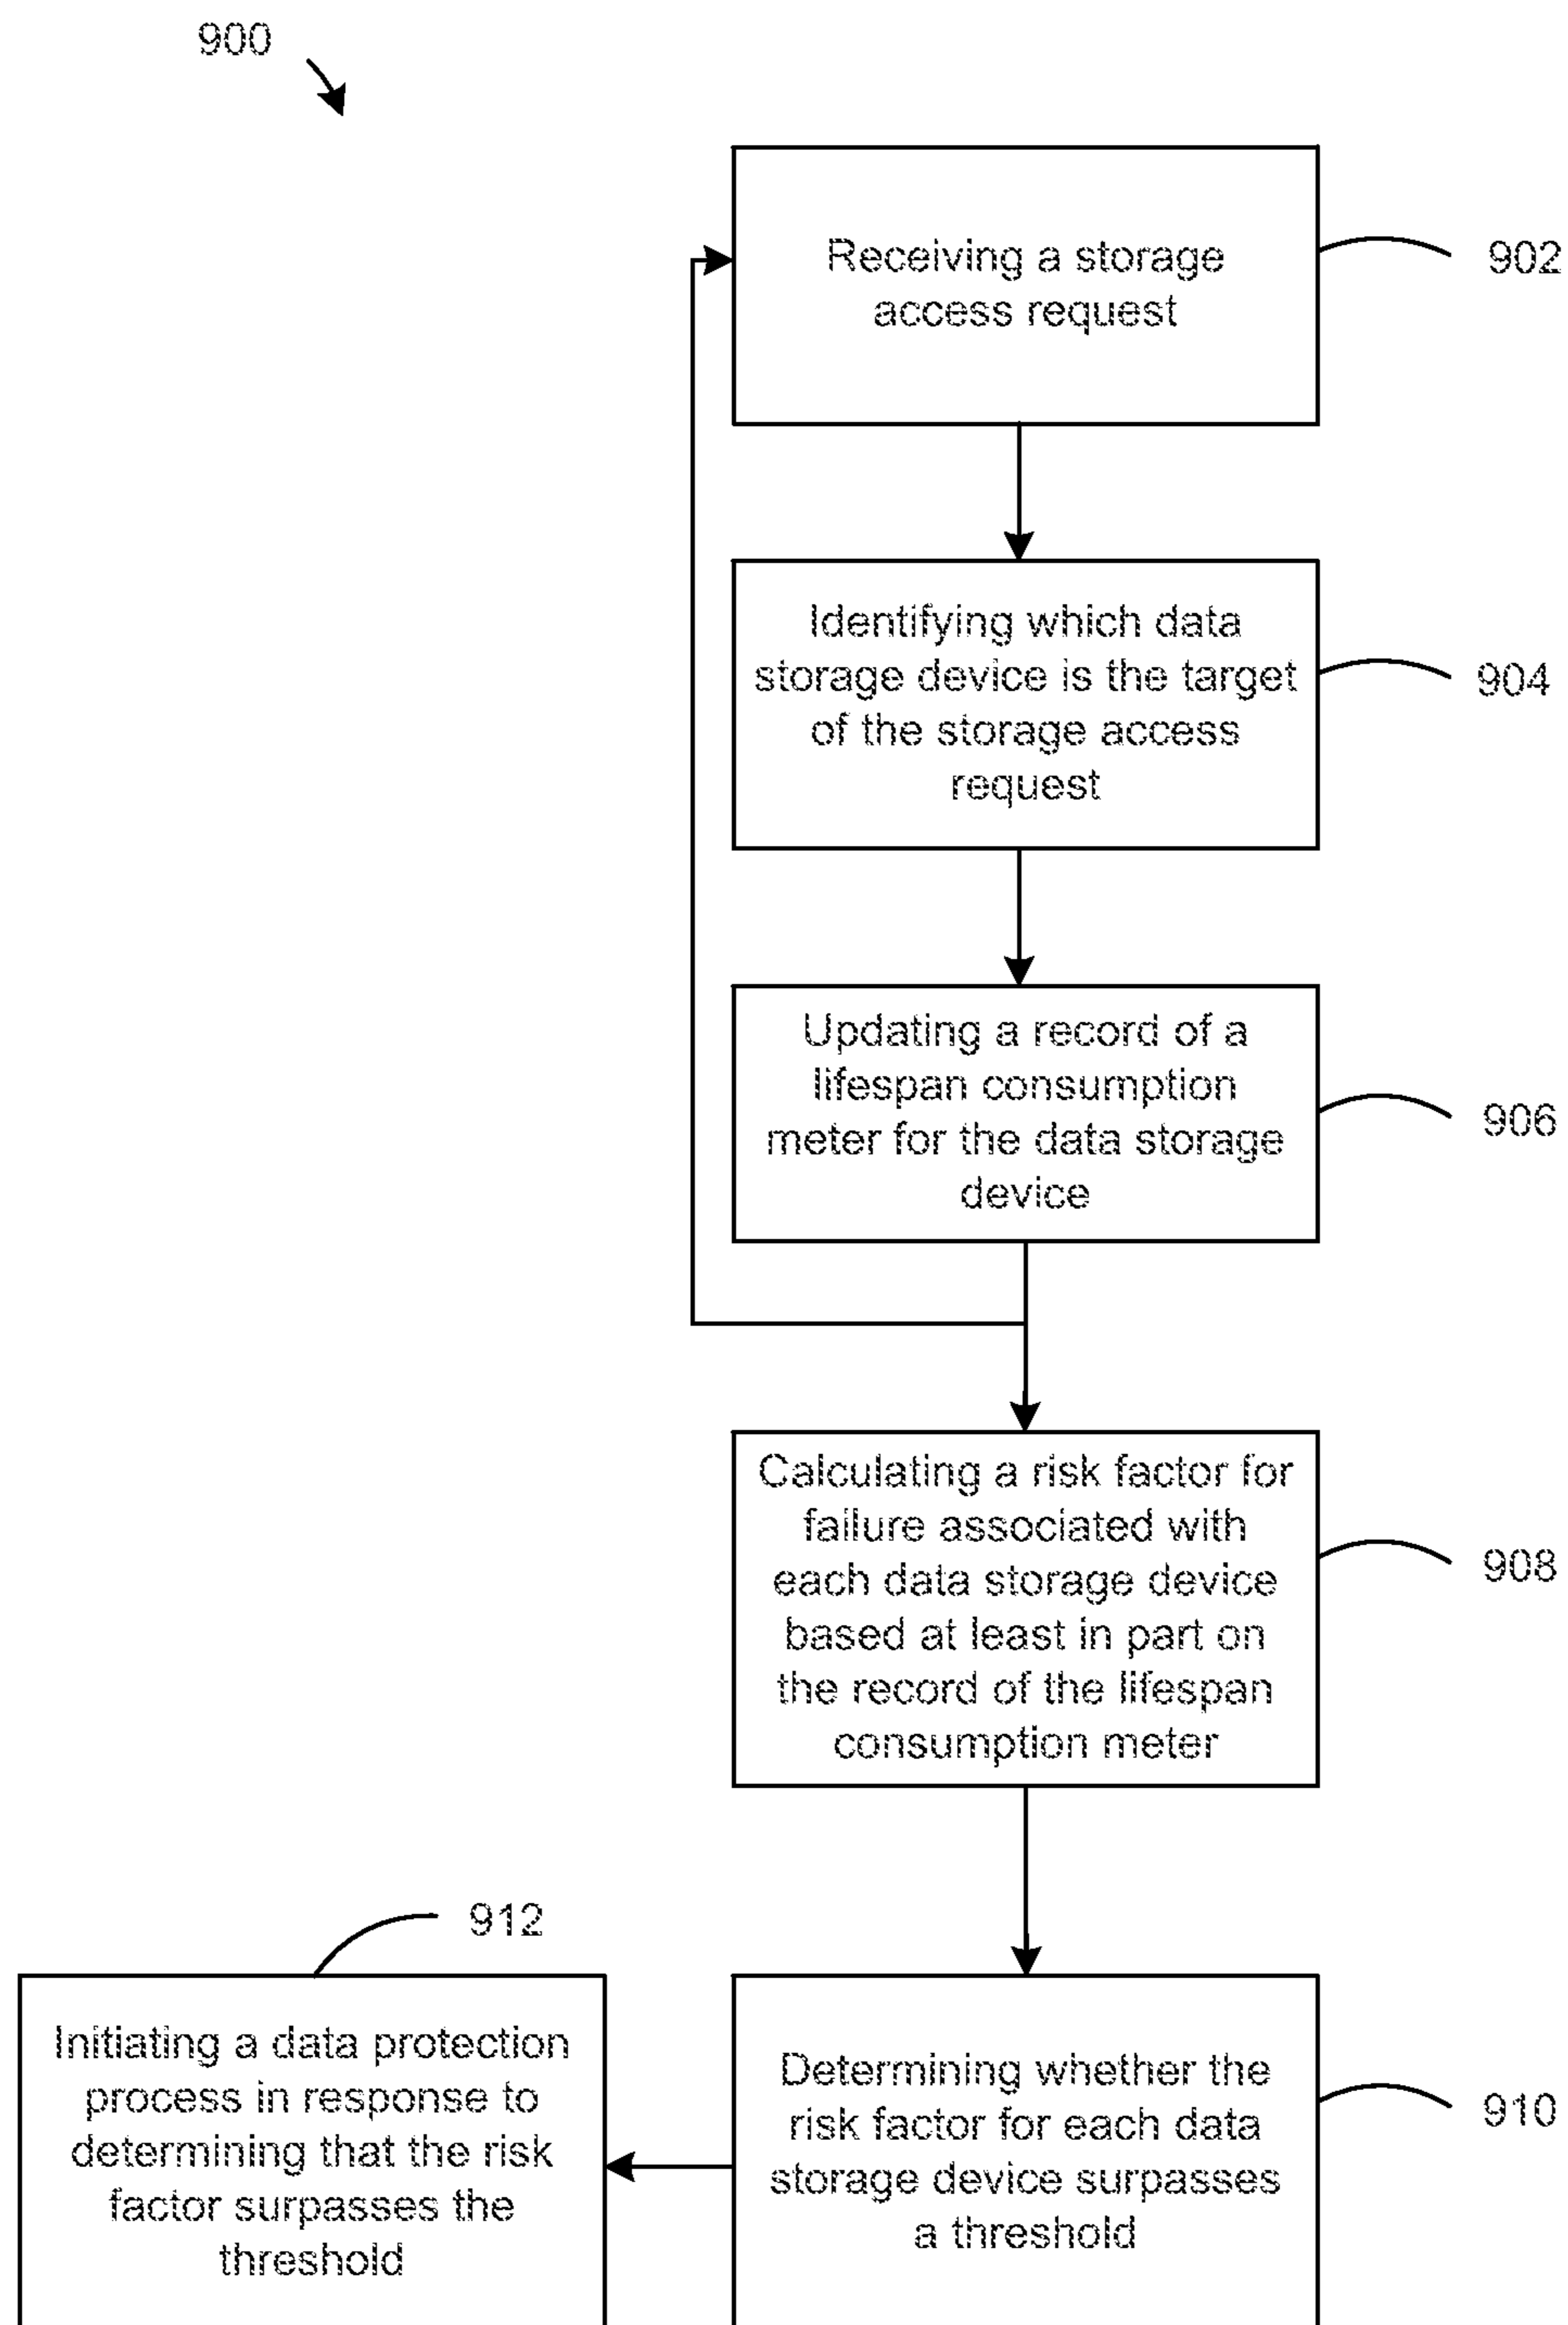 900
Receiving a storage
access request
902
Identifying which data
storage device is the target
of the storage access
request
904
Updating a record of a
lifespan consumption
meter for the data storage
device
906
Calculating a risk factor for
failure associated with
each data storage device
based at least in part on
the record of the lifespan
consumption meter
908
912
Initiating a data protection
process in response to
determining that the risk
factor surpasses the
threshold
Determining whether the
risk factor for each data
storage device surpasses
a threshold
910